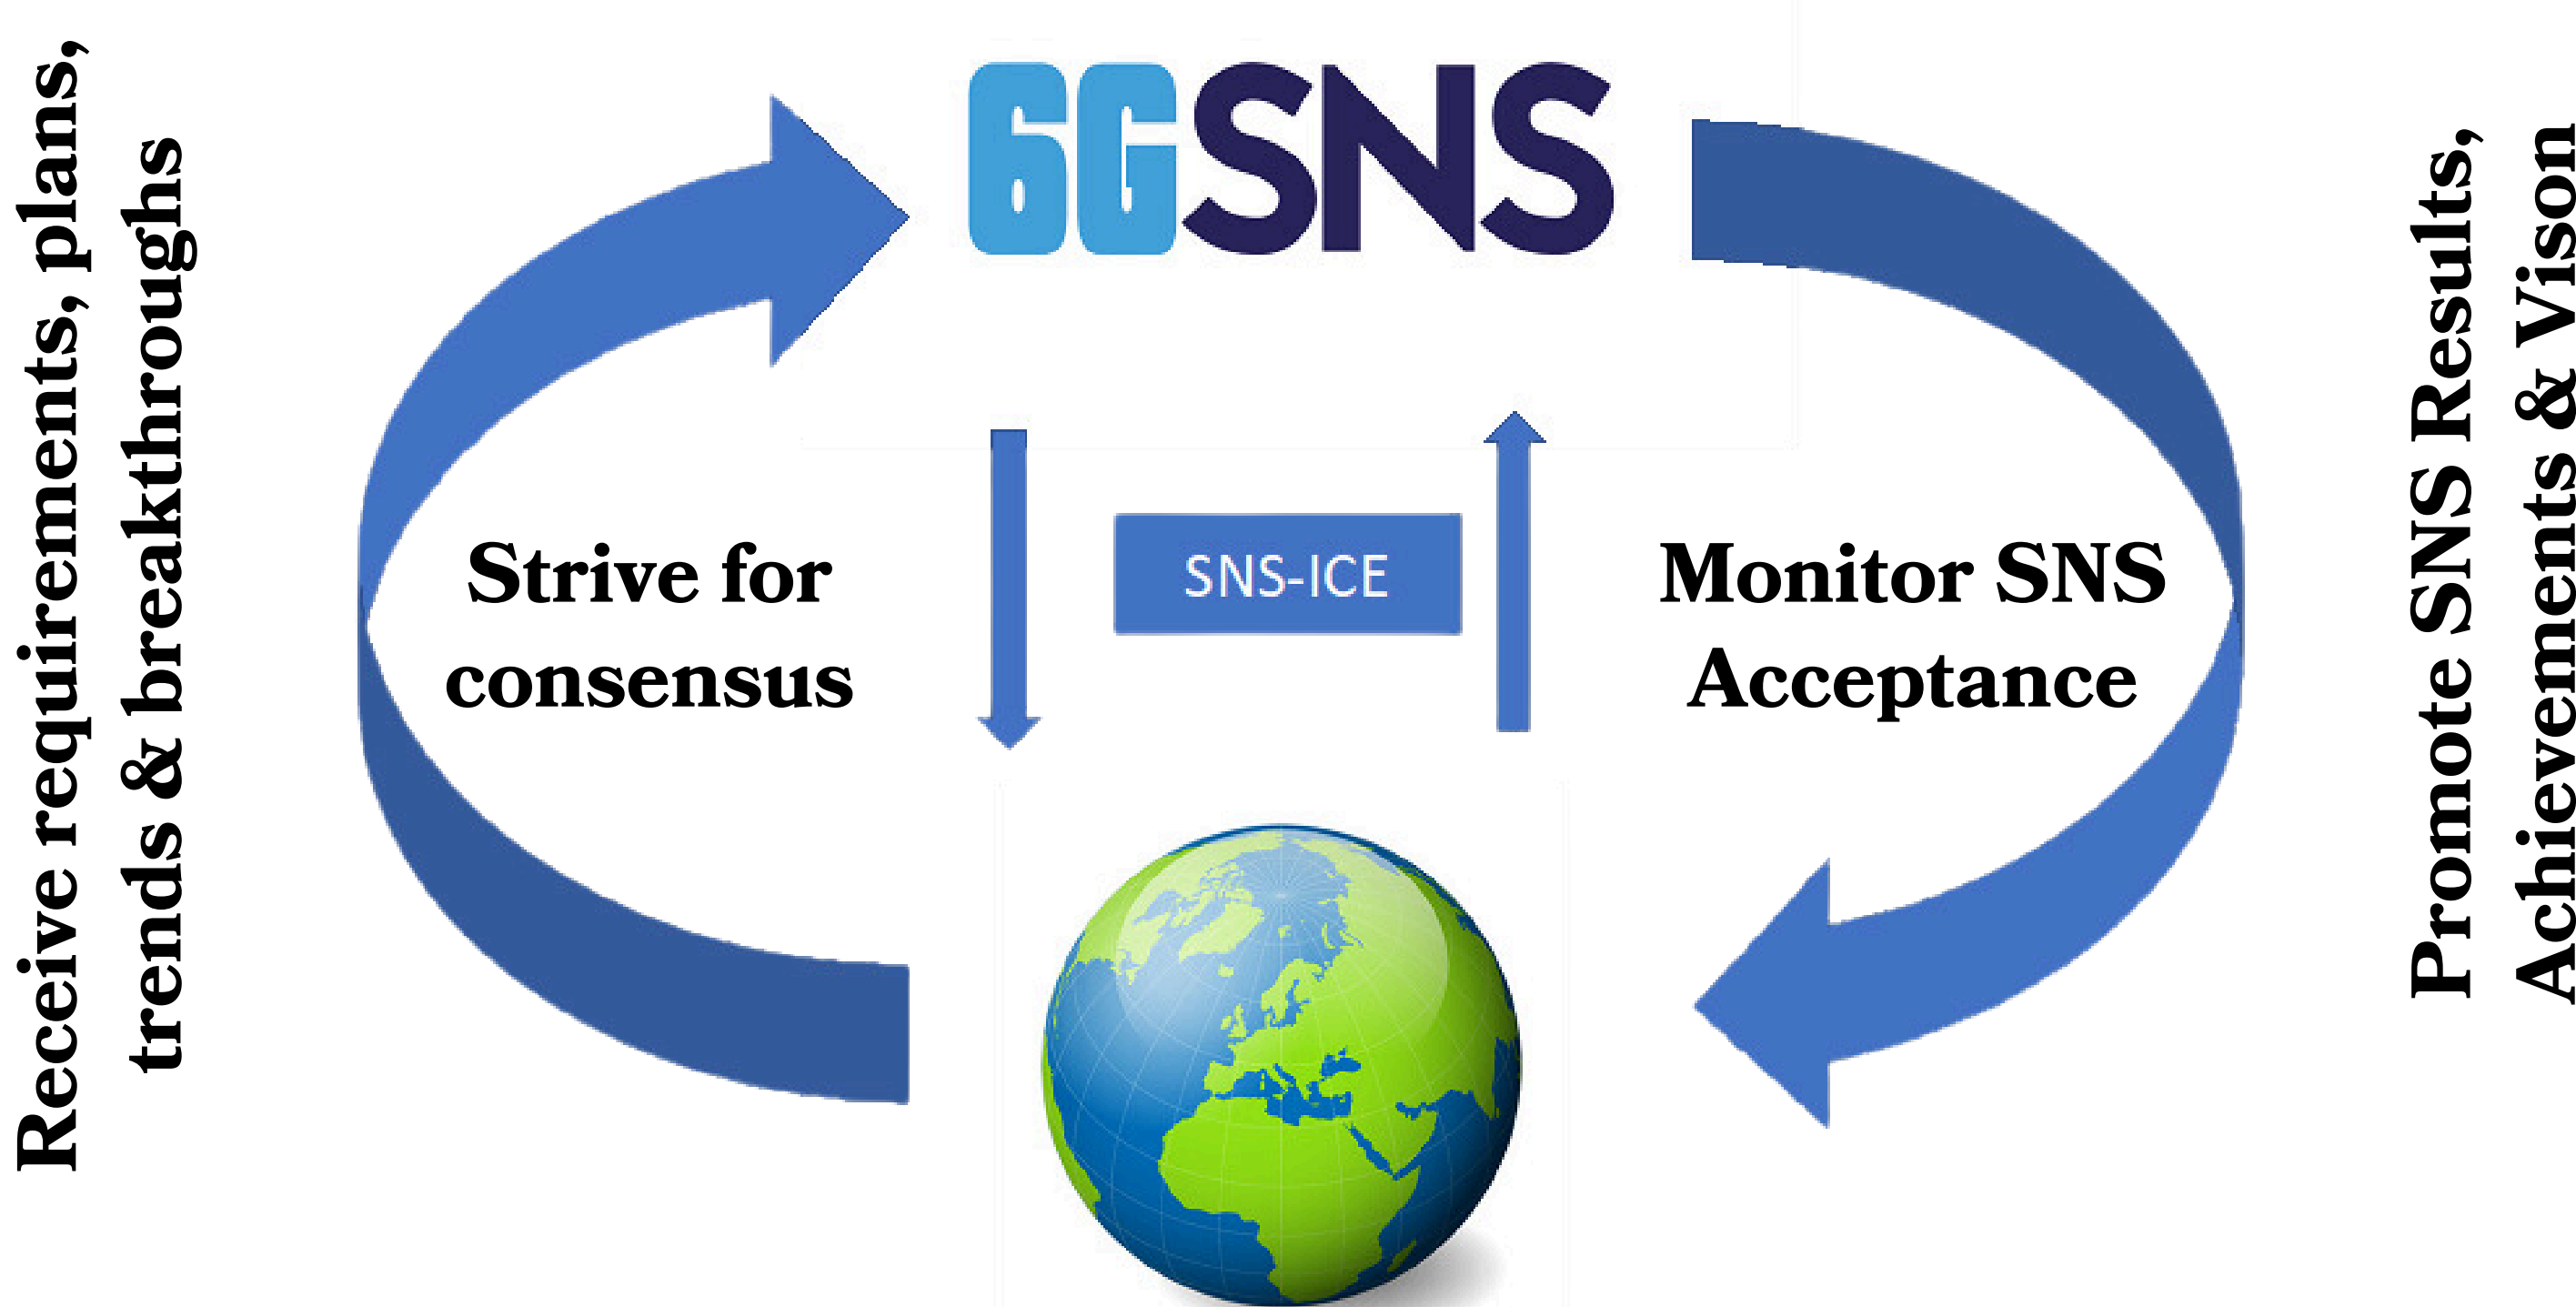 Receive requirements, plans,
trends & breakthroughs
6GSNS
Strive for
consensus
SNS-ICE
Monitor SNS
Acceptance
Promote SNS Results,
Achievements & Vison